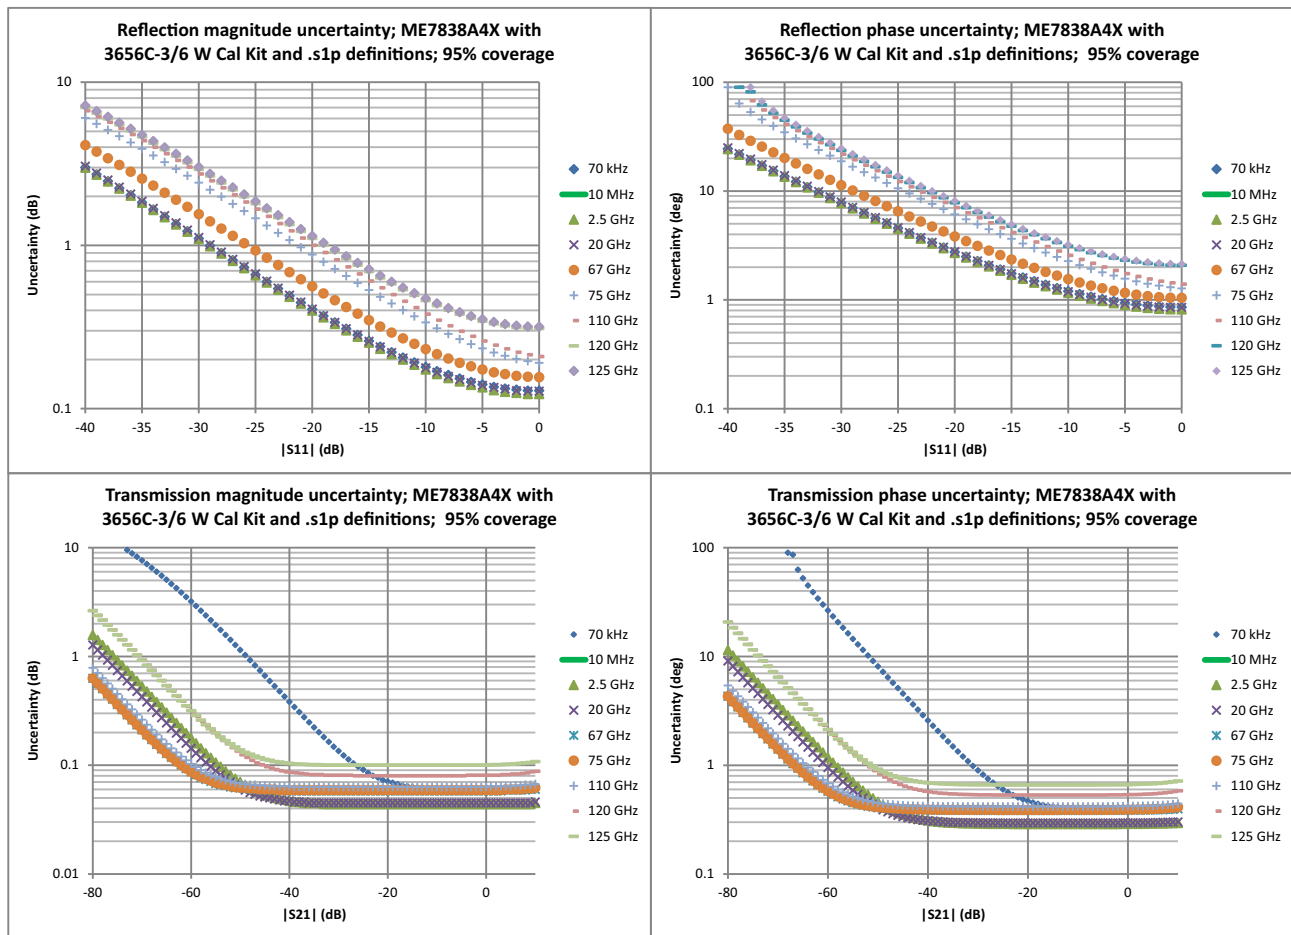 Reflection magnitude uncertainty; ME7838A4X with
3656C-3/6 W Cal Kit and .s1p definitions; 95% coverage
10
1
0.1
Uncertainty (dB)
-40 -35 -30 -25 -20 -15 -10 -5 0
|S11| (dB)
70 kHz
10 MHz
2.5 GHz
20 GHz
67 GHz
75 GHz
110 GHz
120 GHz
125 GHz
Reflection phase uncertainty; ME7838A4X with
3656C-3/6 W Cal Kit and .s1p definitions; 95% coverage
100
10
1
0.1
Uncertainty (deg)
-40 -35 -30 -25 -20 -15 -10 -5 0
|S11| (dB)
70 kHz
10 MHz
2.5 GHz
20 GHz
67 GHz
75 GHz
110 GHz
120 GHz
125 GHz
Transmission magnitude uncertainty; ME7838A4X with
3656C-3/6 W Cal Kit and .s1p definitions; 95% coverage
10
1
0.1
0.01
Uncertainty (dB)
-80 -60 -40 -20 0
|S21| (dB)
70 kHz
10 MHz
2.5 GHz
20 GHz
67 GHz
75 GHz
110 GHz
120 GHz
125 GHz
Transmission phase uncertainty; ME7838A4X with
3656C-3/6 W Cal Kit and .s1p definitions; 95% coverage
100
10
1
0.1
Uncertainty (deg)
-80 -60 -40 -20 0
|S21| (dB)
70 kHz
10 MHz
2.5 GHz
20 GHz
67 GHz
75 GHz
110 GHz
120 GHz
125 GHz